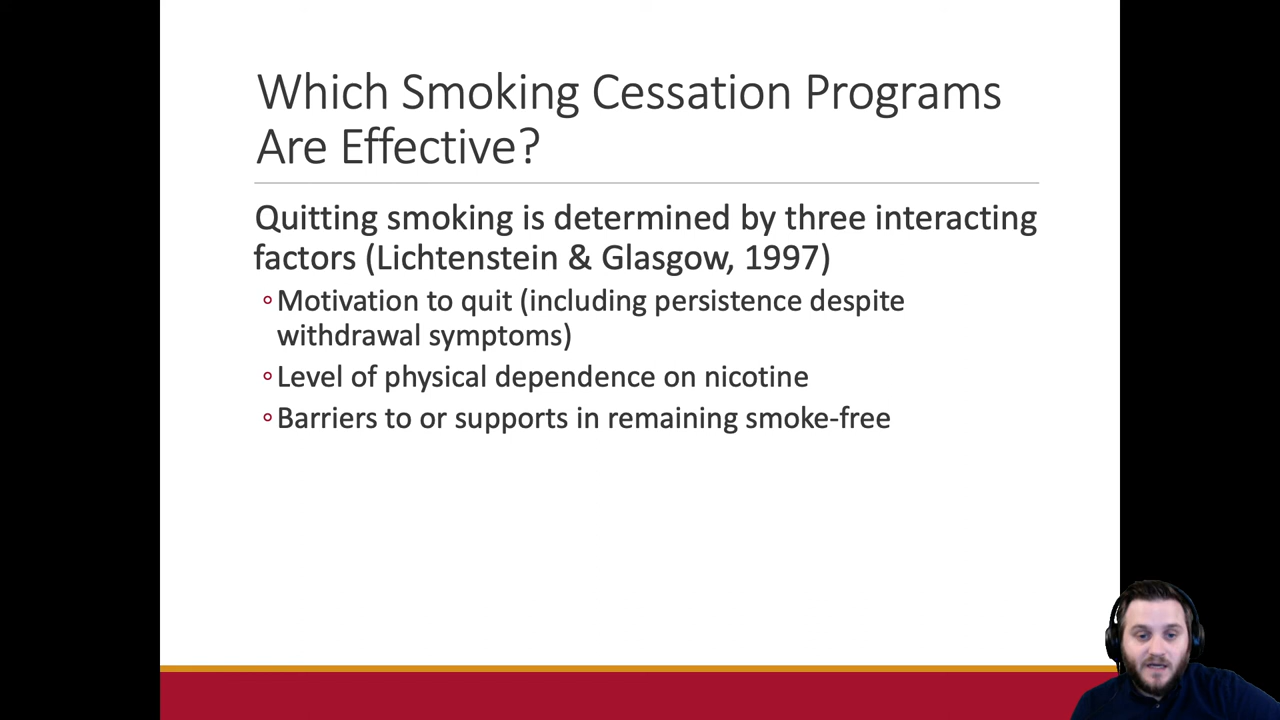 Which Smoking Cessation Programs
Are Effective?
Quitting smoking is determined by three interacting
factors (Lichtenstein & Glasgow, 1997)
◦Motivation to quit (including persistence despite
withdrawal symptoms)
◦Level of physical dependence on nicotine
◦Barriers to or supports in remaining smoke-free